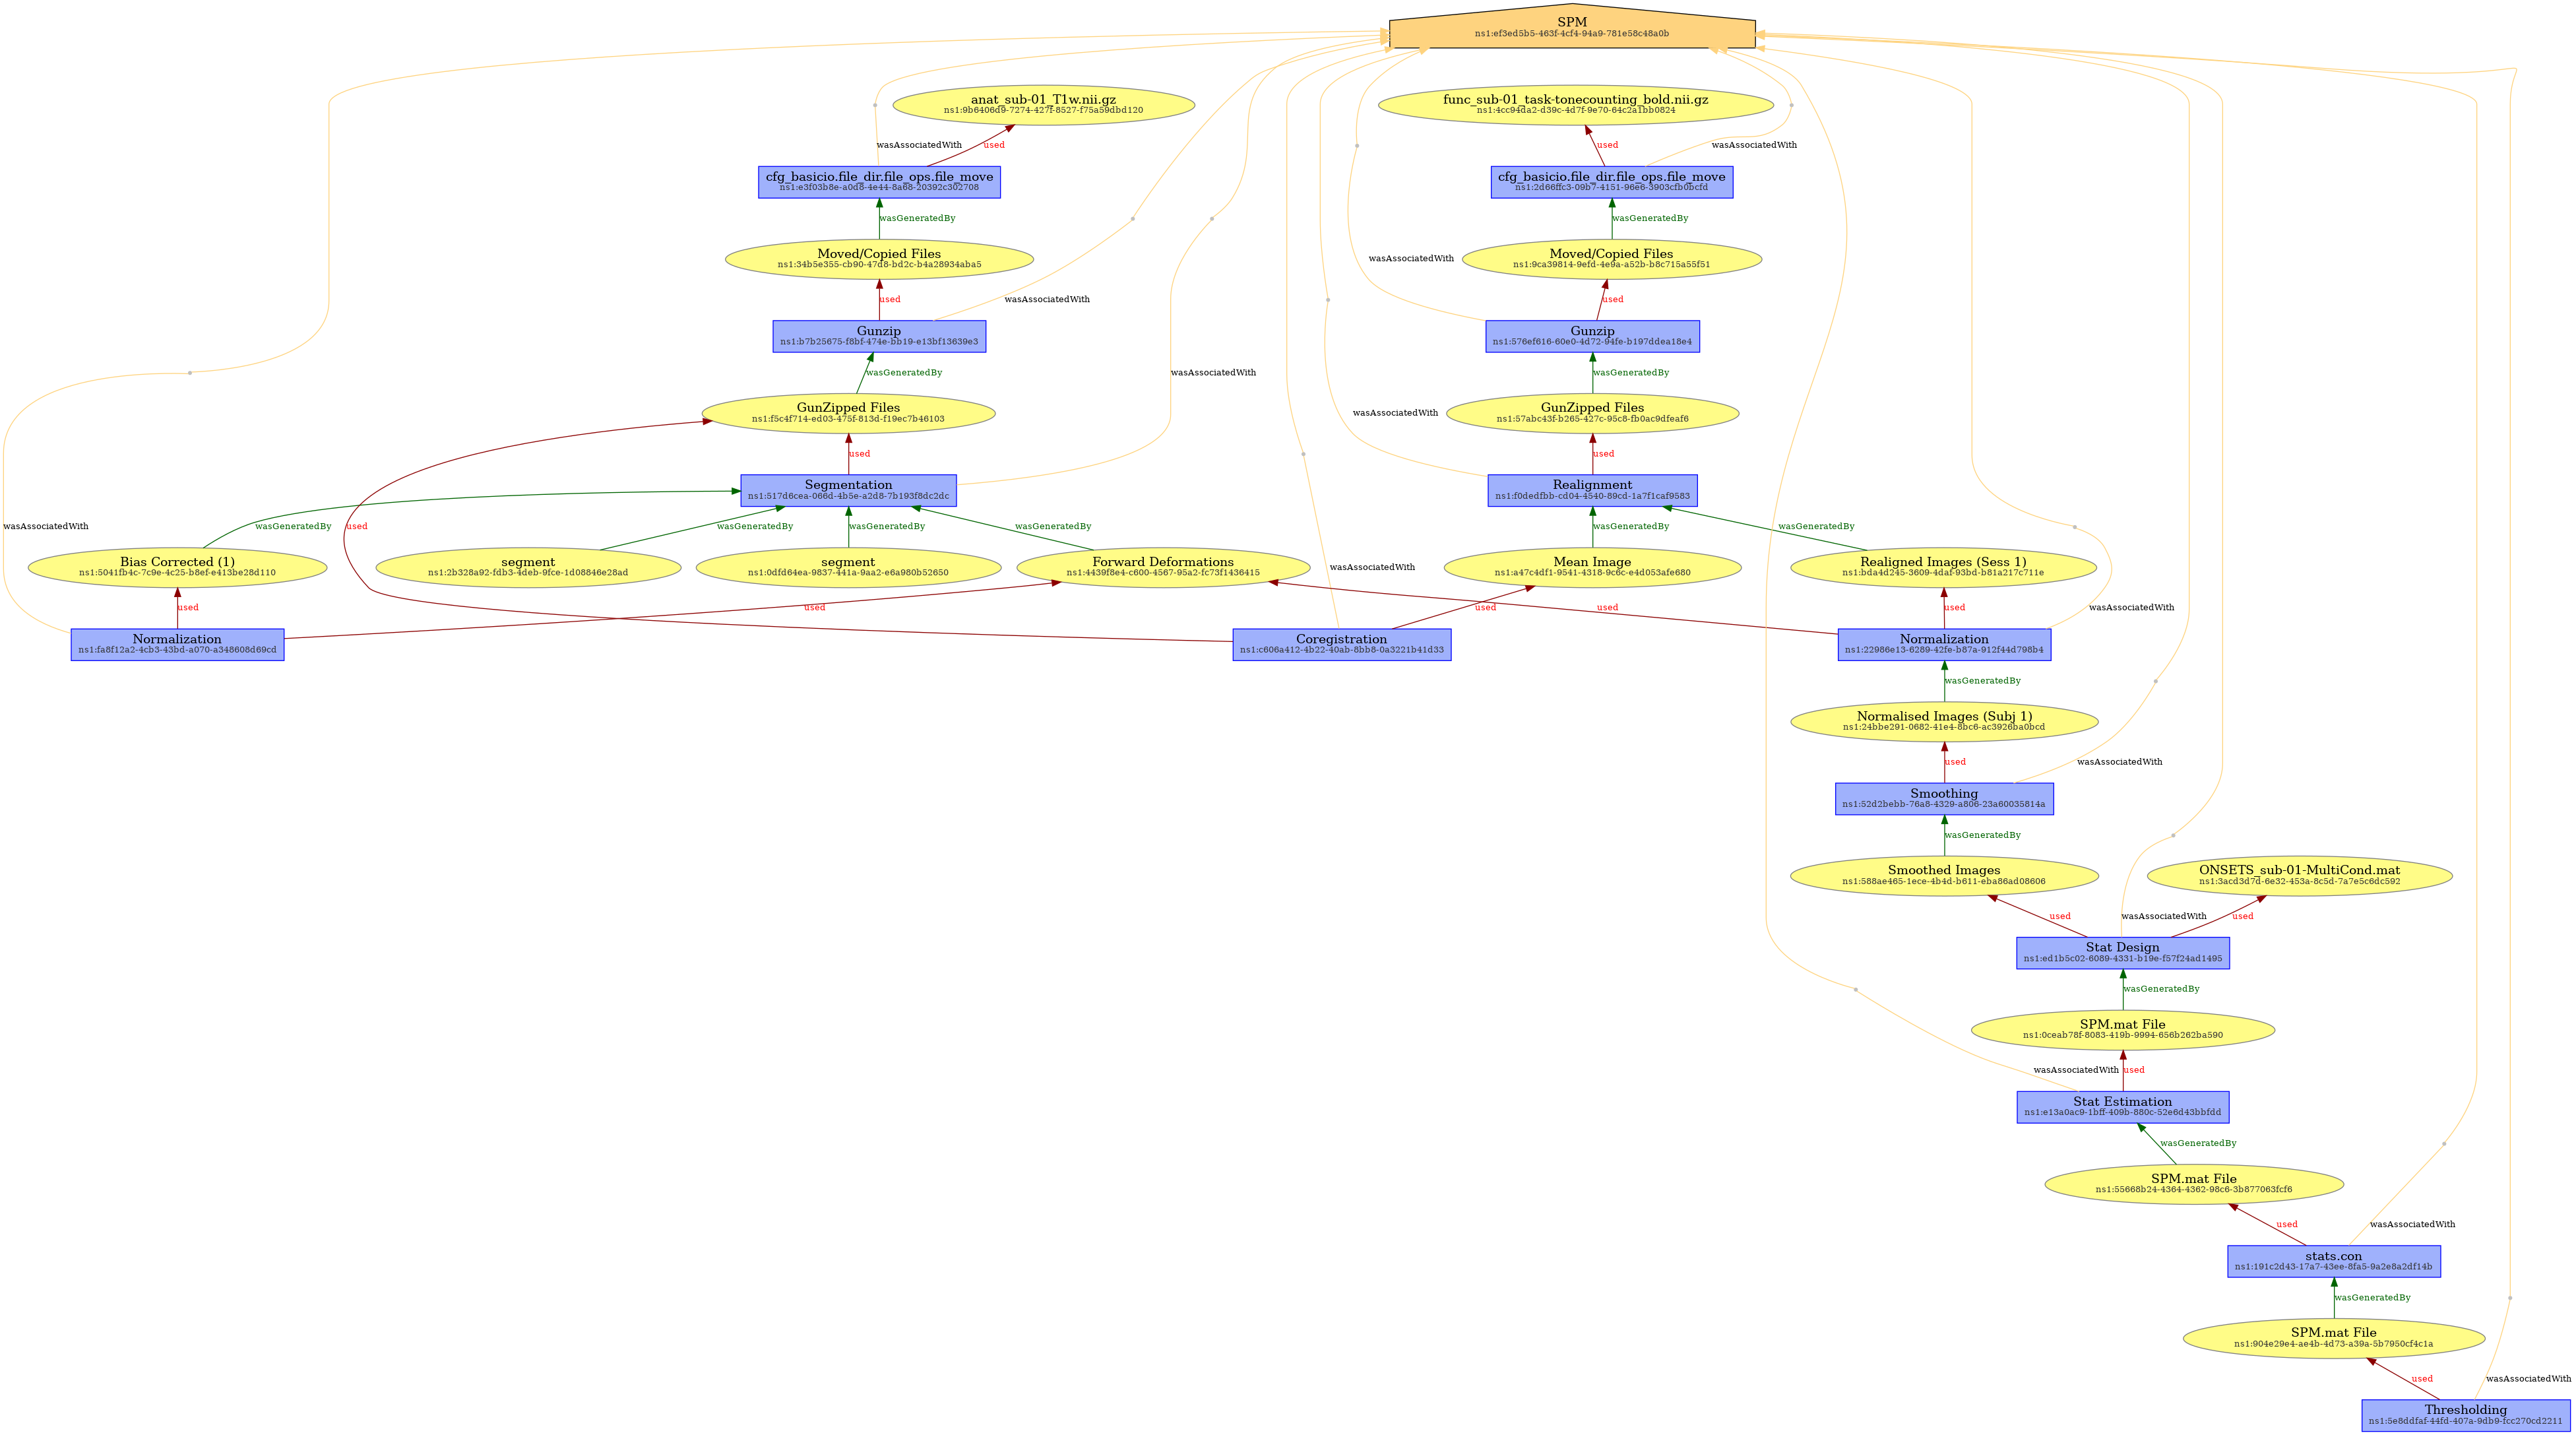 SPM
ns1:ef3ed5b5-463f-4cf4-94a9-781e58c48a0b
anat_sub-01_T1w.nii.gz
ns1:9b6406d9-7274-427f-8527-f75a59dbd120
func_sub-01_task-tonecounting_bold.nii.gz
ns1:4cc94da2-d39c-4d7f-9e70-64c2a1bb0824
wasAssociatedWith
used
used
wasAssociatedWith
cfg_basicio.file_dir.file_ops.file_move
ns1:e3f03b8e-a0d8-4e44-8a68-20392c302708
cfg_basicio.file_dir.file_ops.file_move
ns1:2d66ffc3-09b7-4151-96e6-3903cfb0bcfd
wasGeneratedBy
wasGeneratedBy
Moved/Copied Files
ns1:34b5e355-cb90-47d8-bd2c-b4a28934aba5
wasAssociatedWith
Moved/Copied Files
ns1:9ca39814-9efd-4e9a-a52b-b8c715a55f51
used
wasAssociatedWith
used
Gunzip
ns1:b7b25675-f8bf-474e-bb19-e13bf13639e3
Gunzip
ns1:576ef616-60e0-4d72-94fe-b197ddea18e4
wasGeneratedBy
wasAssociatedWith
wasGeneratedBy
GunZipped Files
ns1:f5c4f714-ed03-475f-813d-f19ec7b46103
wasAssociatedWith
GunZipped Files
ns1:57abc43f-b265-427c-95c8-fb0ac9dfeaf6
used
used
Segmentation
ns1:517d6cea-066d-4b5e-a2d8-7b193f8dc2dc
Realignment
ns1:f0dedfbb-cd04-4540-89cd-1a7f1caf9583
wasAssociatedWith
wasGeneratedBy
used
wasGeneratedBy
wasGeneratedBy
wasGeneratedBy
wasGeneratedBy
wasGeneratedBy
Bias Corrected (1)
ns1:5041fb4c-7c9e-4c25-b8ef-e413be28d110
segment
ns1:2b328a92-fdb3-4deb-9fce-1d08846e28ad
segment
ns1:0dfd64ea-9837-441a-9aa2-e6a980b52650
Forward Deformations
ns1:4439f8e4-c600-4567-95a2-fc73f1436415
wasAssociatedWith
Mean Image
ns1:a47c4df1-9541-4318-9c6c-e4d053afe680
Realigned Images (Sess 1)
ns1:bda4d245-3609-4daf-93bd-b81a217c711e
used
used
used
used
used
wasAssociatedWith
Normalization
ns1:fa8f12a2-4cb3-43bd-a070-a348608d69cd
Coregistration
ns1:c606a412-4b22-40ab-8bb8-0a3221b41d33
Normalization
ns1:22986e13-6289-42fe-b87a-912f44d798b4
wasGeneratedBy
Normalised Images (Subj 1)
ns1:24bbe291-0682-41e4-8bc6-ac3926ba0bcd
used
wasAssociatedWith
Smoothing
ns1:52d2bebb-76a8-4329-a806-23a60035814a
wasGeneratedBy
Smoothed Images
ns1:588ae465-1ece-4b4d-b611-eba86ad08606
ONSETS_sub-01-MultiCond.mat
ns1:3acd3d7d-6e32-453a-8c5d-7a7e5c6dc592
used
wasAssociatedWith
used
Stat Design
ns1:ed1b5c02-6089-4331-b19e-f57f24ad1495
wasGeneratedBy
SPM.mat File
ns1:0ceab78f-8083-419b-9994-656b262ba590
wasAssociatedWith
used
Stat Estimation
ns1:e13a0ac9-1bff-409b-880c-52e6d43bbfdd
wasGeneratedBy
SPM.mat File
ns1:55668b24-4364-4362-98c6-3b877063fcf6
used
wasAssociatedWith
stats.con
ns1:191c2d43-17a7-43ee-8fa5-9a2e8a2df14b
wasGeneratedBy
SPM.mat File
ns1:904e29e4-ae4b-4d73-a39a-5b7950cf4c1a
used
wasAssociatedWith
Thresholding
ns1:5e8ddfaf-44fd-407a-9db9-fcc270cd2211